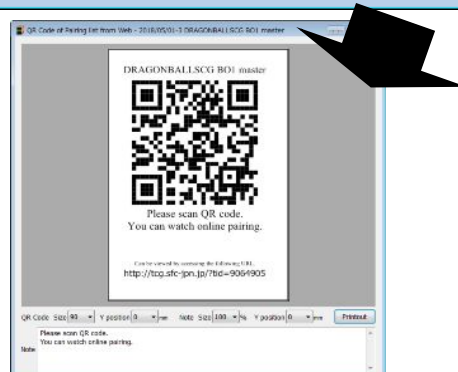 QR Code of Pairing list from Web - 2018/05/01-3 DRAGONBALLSCG BO1 master
DRAGONBALLSCG BO1 master
Please scan QR code.
You can watch online pairing.
Can be viewed by accessing the following URL.
http://tcg.sfc-jpn.jp/?tid=9064905
QR Code Size 90 Y position 0 mm Note Size 100 % Y position 0 mm Printout
Please scan QR code.
You can watch online pairing.
Note